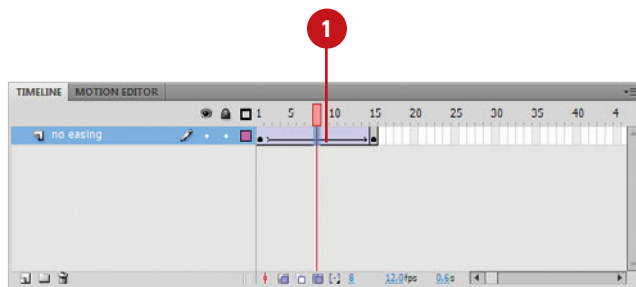 1
TIMELINE MOTION EDITOR
1 5 10 15 20 25 30 35 40 4
no easing
8 12.0fps 0.6s